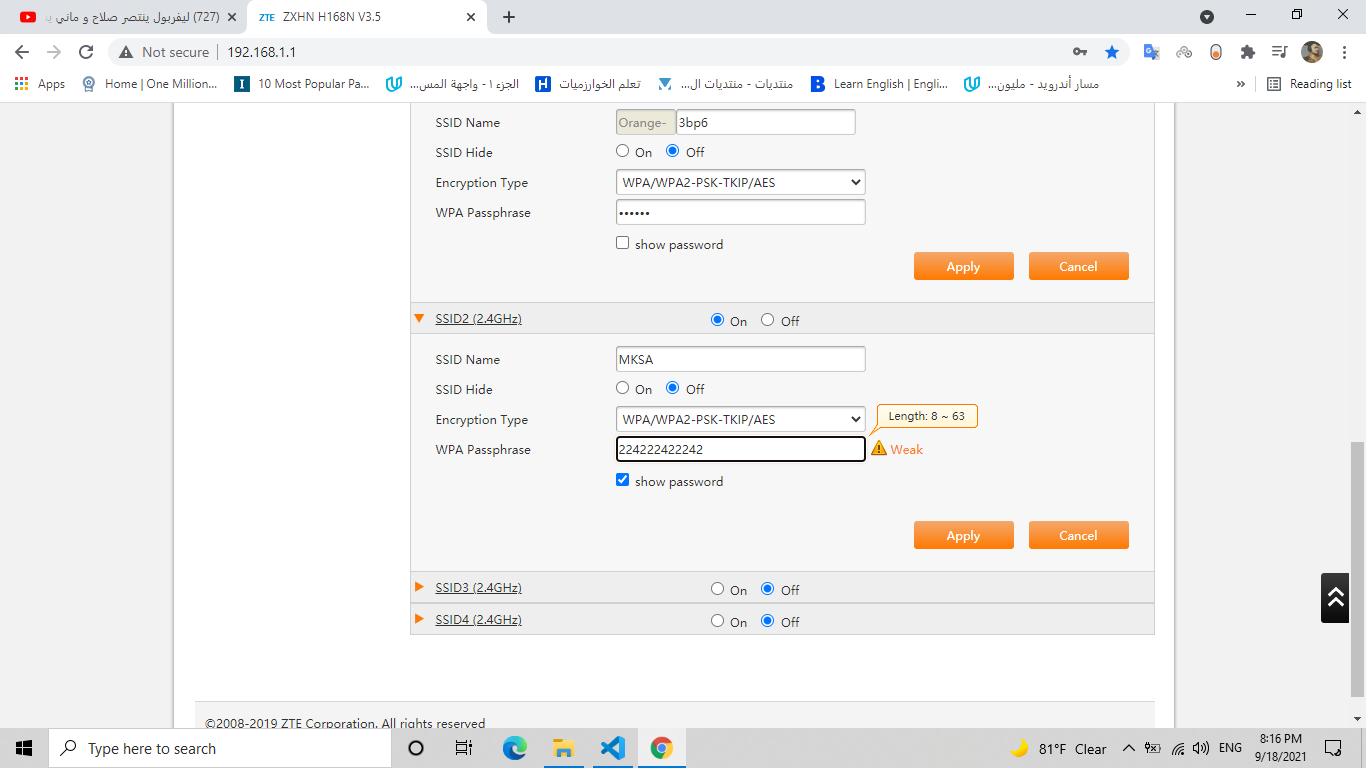 (727) ليفربول ينتصر صلاح و ماني ي
ZTE ZXHN H168N V3.5
Not secure 192.168.1.1
Apps Home | One Million... 10 Most Popular Pa... الجزء ١ - واجهة المس... تعلم الخوارزميات منتديات - منتديات ال... Learn English | Engli... مسار أندرويد - مليون... » Reading list
SSID Name Orange- 3bp6
SSID Hide On Off
Encryption Type WPA/WPA2-PSK-TKIP/AES
WPA Passphrase ••••••
show password
Apply Cancel
SSID2 (2.4GHz) On Off
SSID Name MKSA
SSID Hide On Off
Encryption Type WPA/WPA2-PSK-TKIP/AES Length: 8 ~ 63
WPA Passphrase 224222422242 Weak
show password
Apply Cancel
SSID3 (2.4GHz) On Off
SSID4 (2.4GHz) On Off
©2008-2019 ZTE Corporation. All rights reserved
Type here to search 81°F Clear ENG 8:16 PM
9/18/2021